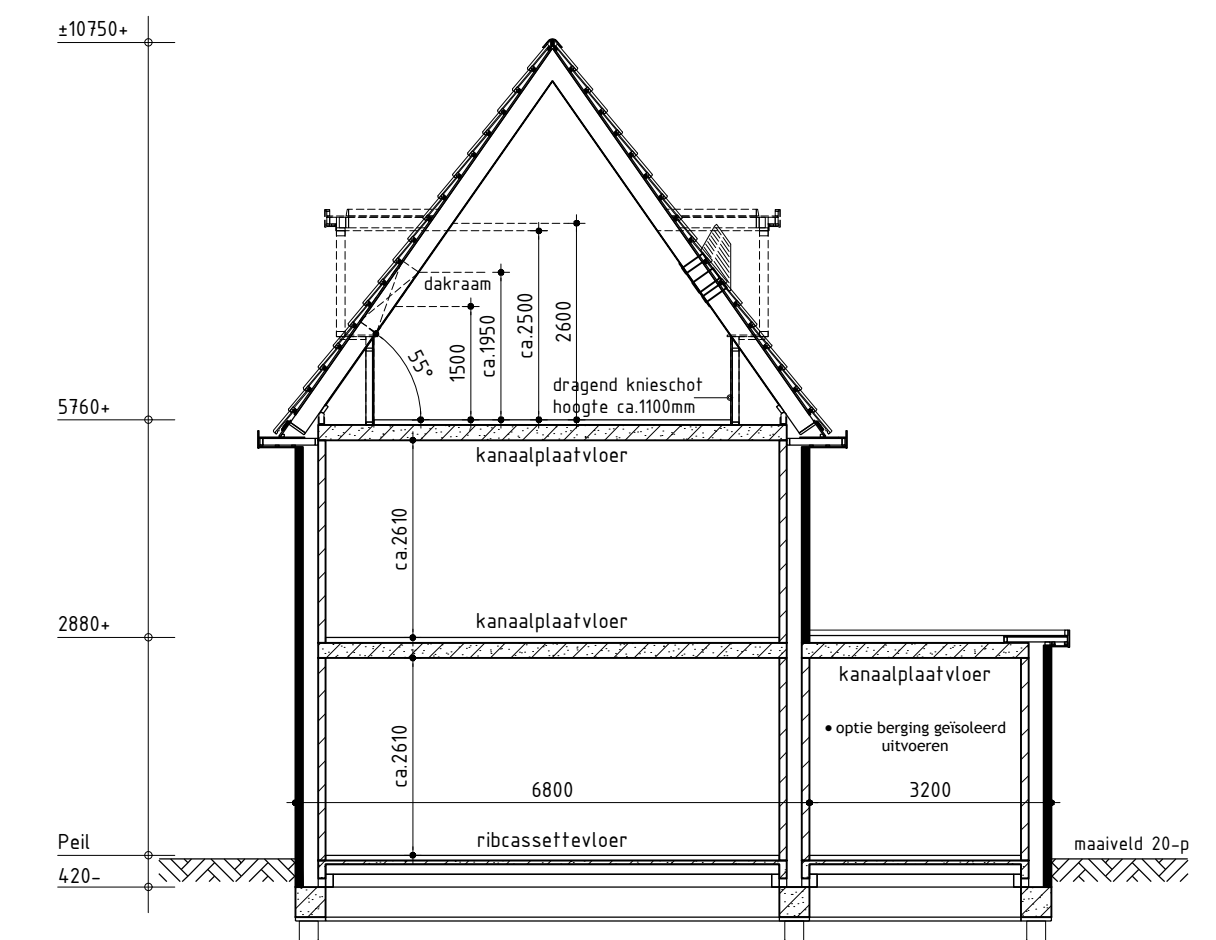 ±10750+
dakraam
1500
ca.1950
ca.2500
2600
55°
dragend knieschot
hoogte ca.1100mm
5760+
kanaalplaatvloer
ca.2610
kanaalplaatvloer
2880+
kanaalplaatvloer
• optie berging geïsoleerd
uitvoeren
ca.2610
6800
3200
ribcassettevloer
Peil
maaiveld 20-p
420-